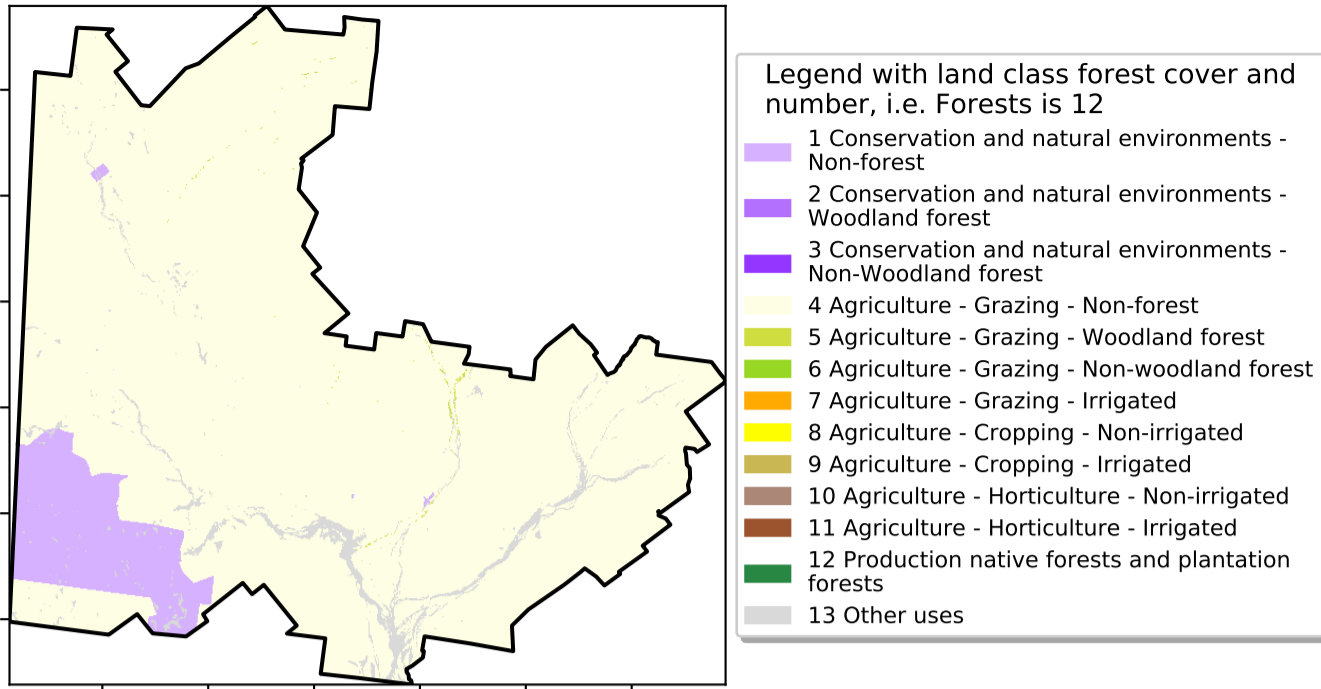 Legend with land class forest cover and
number, i.e. Forests is 12
1 Conservation and natural environments -
Non-forest
2 Conservation and natural environments -
Woodland forest
3 Conservation and natural environments -
Non-Woodland forest
4 Agriculture - Grazing - Non-forest
5 Agriculture - Grazing - Woodland forest
6 Agriculture - Grazing - Non-woodland forest
7 Agriculture - Grazing - Irrigated
8 Agriculture - Cropping - Non-irrigated
9 Agriculture - Cropping - Irrigated
10 Agriculture - Horticulture - Non-irrigated
11 Agriculture - Horticulture - Irrigated
12 Production native forests and plantation
forests
13 Other uses